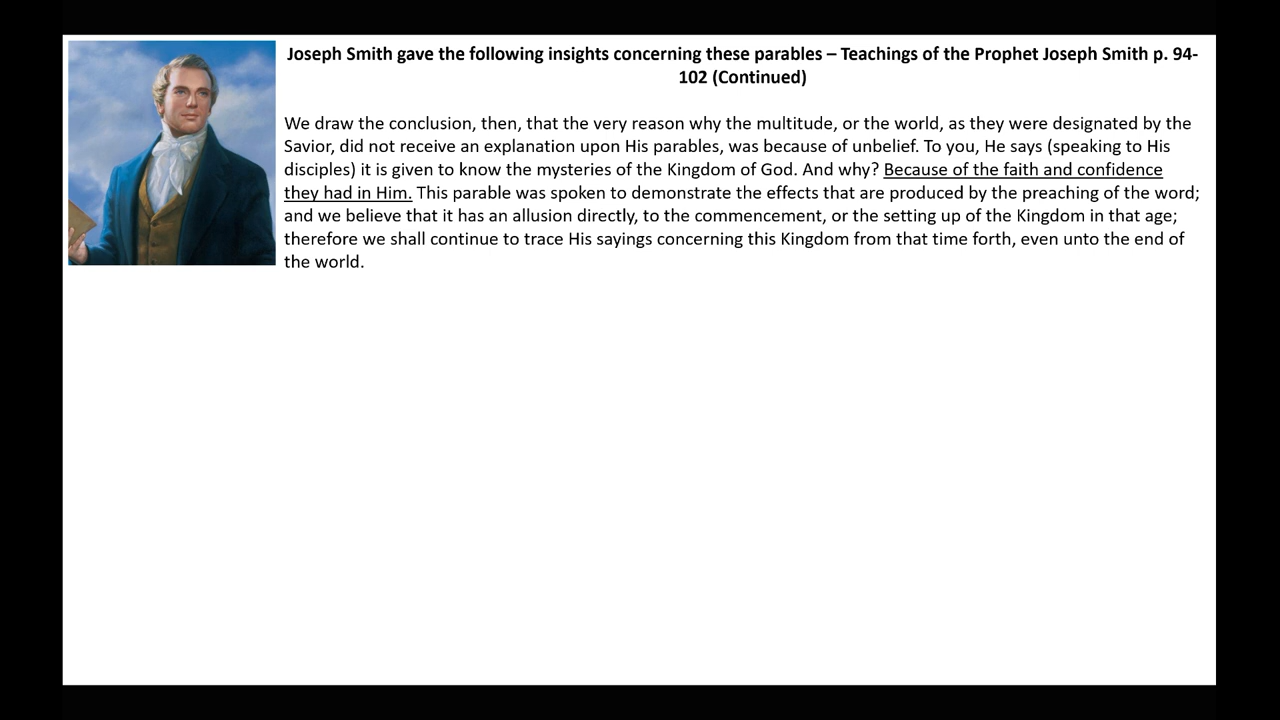 Joseph Smith gave the following insights concerning these parables – Teachings of the Prophet Joseph Smith p. 94-
102 (Continued)
We draw the conclusion, then, that the very reason why the multitude, or the world, as they were designated by the
Savior, did not receive an explanation upon His parables, was because of unbelief. To you, He says (speaking to His
disciples) it is given to know the mysteries of the Kingdom of God. And why? Because of the faith and confidence
they had in Him. This parable was spoken to demonstrate the effects that are produced by the preaching of the word;
and we believe that it has an allusion directly, to the commencement, or the setting up of the Kingdom in that age;
therefore we shall continue to trace His sayings concerning this Kingdom from that time forth, even unto the end of
the world.